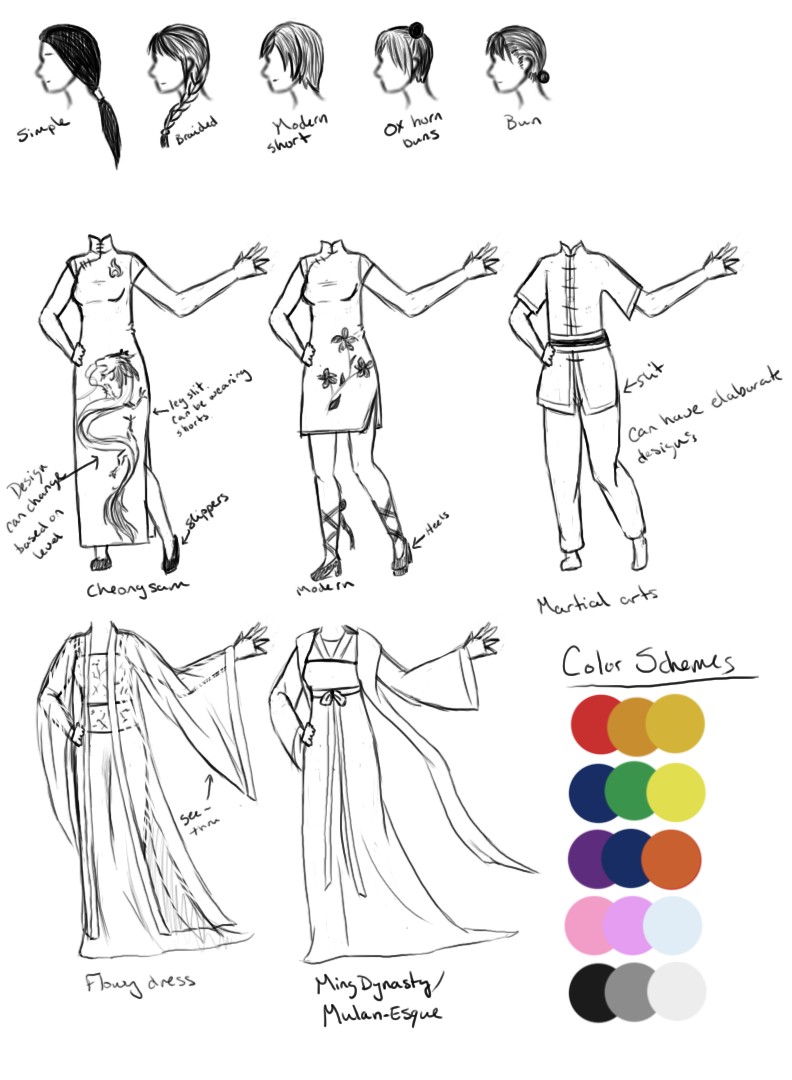 Simple
Braided
Modern
short
Ox horn
buns
Bun
leg slit
can be wearing
shorts.
Design
can change
based on
level
slippers
Cheongsam
Heels
Modern
slit
Can have elaborate
designs
Martial arts
see-
thru
Flowy dress
Ming Dynasty/
Mulan-Esque
Color Schemes